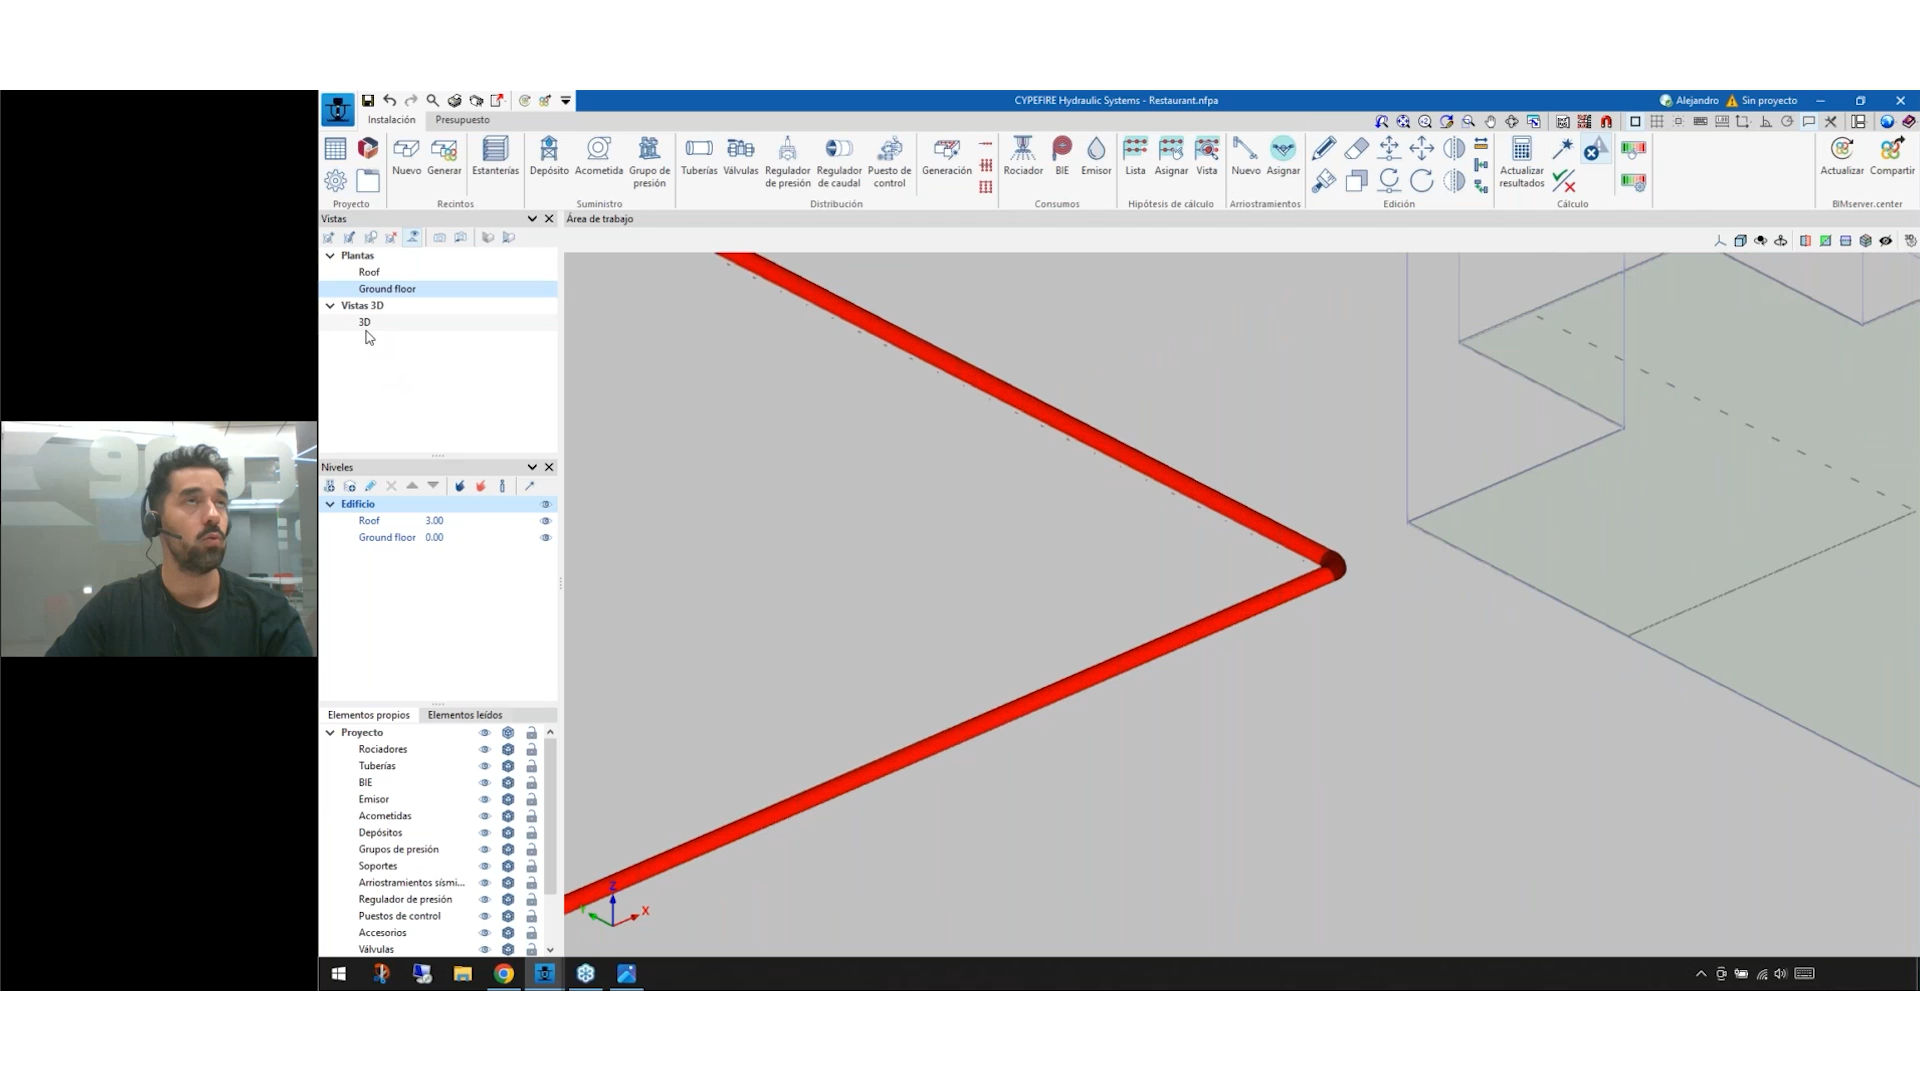 CYPEFIRE Hydraulic Systems - Restaurant.nfpa
Alejandro
Sin proyecto
Instalación
Presupuesto
Nuevo
Generar
Estanterías
Depósito
Acometida
Grupo de presión
Tuberías
Válvulas
Regulador de presión
Regulador de caudal
Puesto de control
Generación
Rociador
BIE
Emisor
Lista
Asignar
Vista
Nuevo
Asignar
Actualizar resultados
Actualizar
Compartir
Proyecto
Recintos
Suministro
Distribución
Consumos
Hipótesis de cálculo
Arriostramientos
Edición
Cálculo
BIMserver.center
Vistas
Área de trabajo
Plantas
Roof
Ground floor
Vistas 3D
3D
Niveles
Edificio
Roof 3.00
Ground floor 0.00
Elementos propios
Elementos leídos
Proyecto
Rociadores
Tuberías
BIE
Emisor
Acometidas
Depósitos
Grupos de presión
Soportes
Arriostramientos sísmi...
Regulador de presión
Puestos de control
Accesorios
Válvulas
Z
Y
X